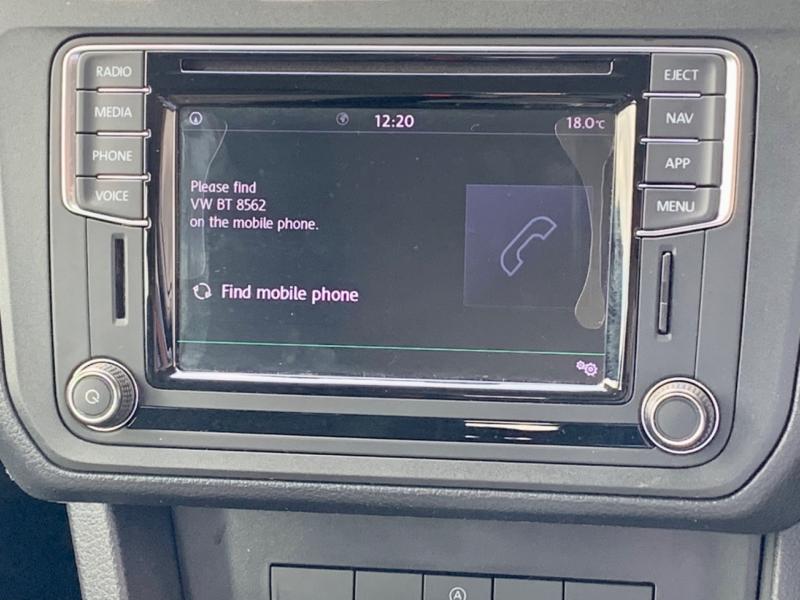 RADIO
MEDIA
PHONE
VOICE
EJECT
NAV
APP
MENU
12:20
18.0°C
Please find
VW BT 8562
on the mobile phone.
Find mobile phone
A